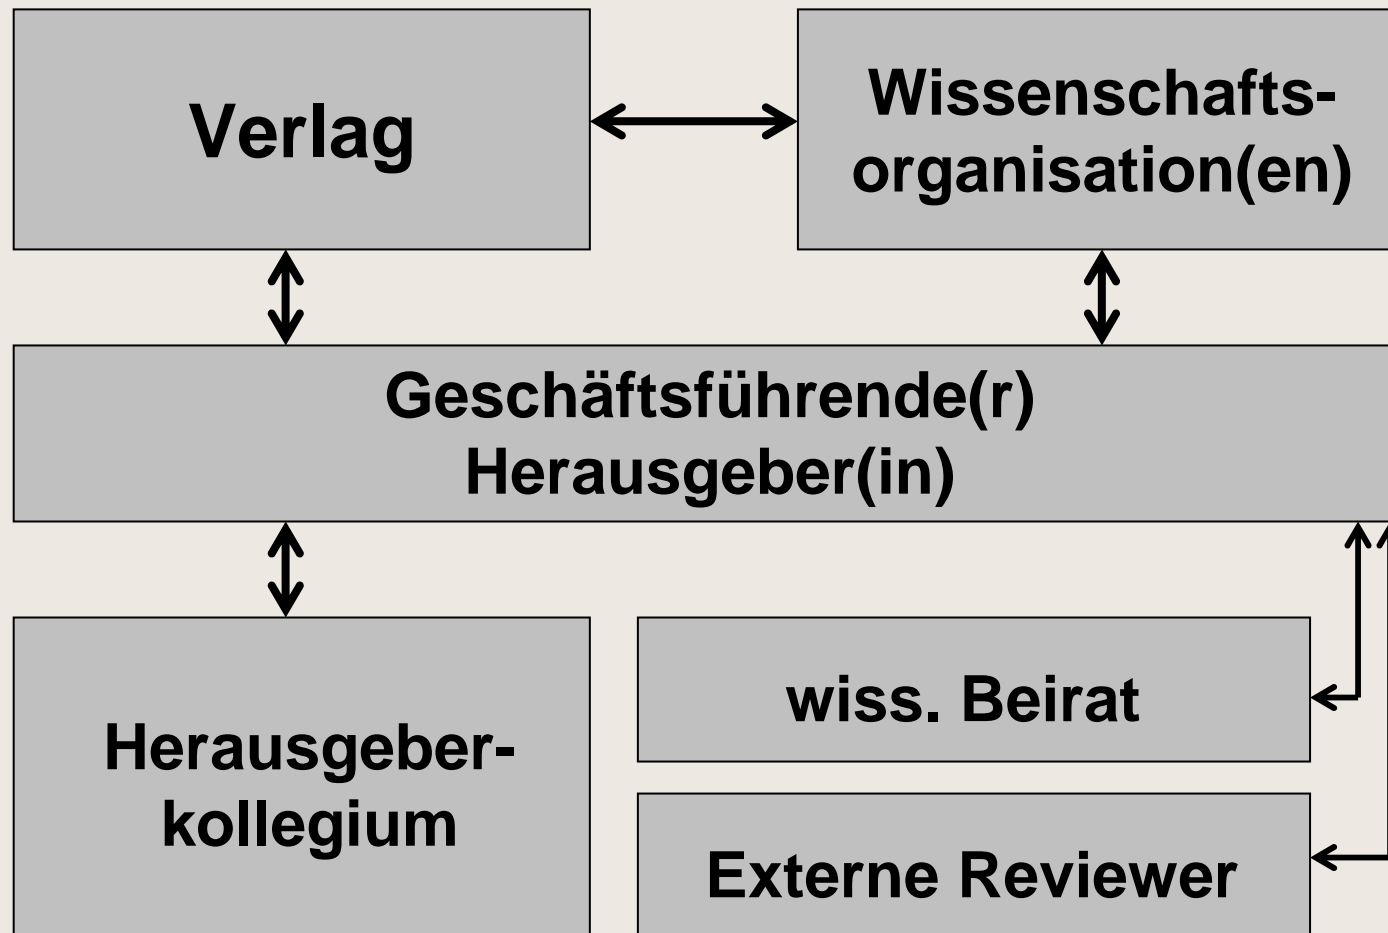 Verlag
Wissenschafts-
organisation(en)
Geschäftsführende(r)
Herausgeber(in)
Herausgeber-
kollegium
wiss. Beirat
Externe Reviewer